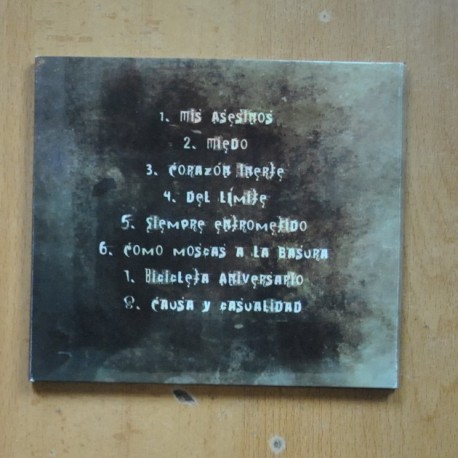 1. Mis asesinos
2. Miedo
3. Corazón inerte
4. Del límite
5. Siempre entrometido
6. Como moscas a la basura
7. Bicicleta aniversario
8. Causa y casualidad